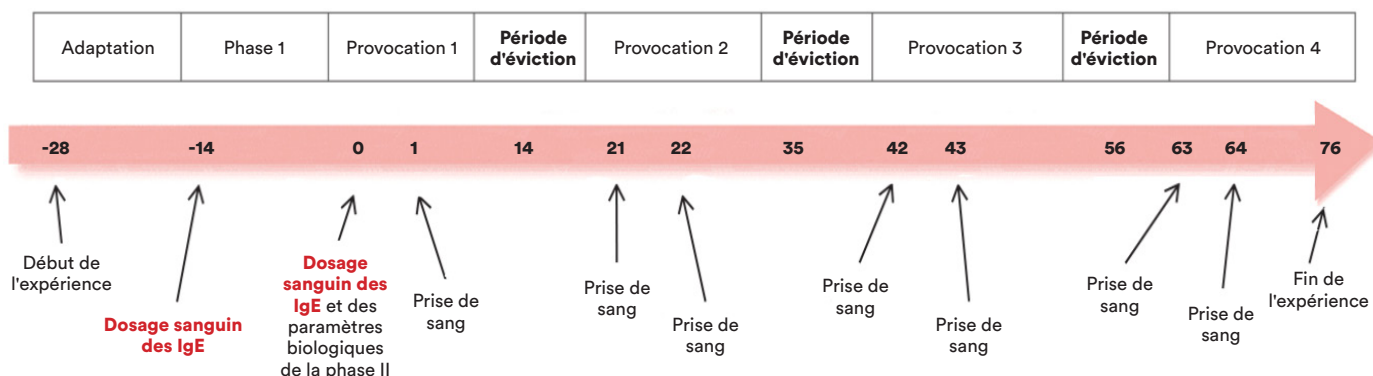 Adaptation
Phase 1
Provocation 1
Période
d'éviction
Provocation 2
Période
d'éviction
Provocation 3
Période
d'éviction
Provocation 4
-28
-14
0
1
14
21
22
35
42
43
56
63
64
76
Début de
l'expérience
Dosage sanguin
des IgE
Dosage
sanguin des
IgE et des
paramètres
biologiques
de la phase II
Prise de
sang
Prise de
sang
Prise de
sang
Prise de
sang
Prise de
sang
Prise de
sang
Prise de
sang
Fin de
l'expérience